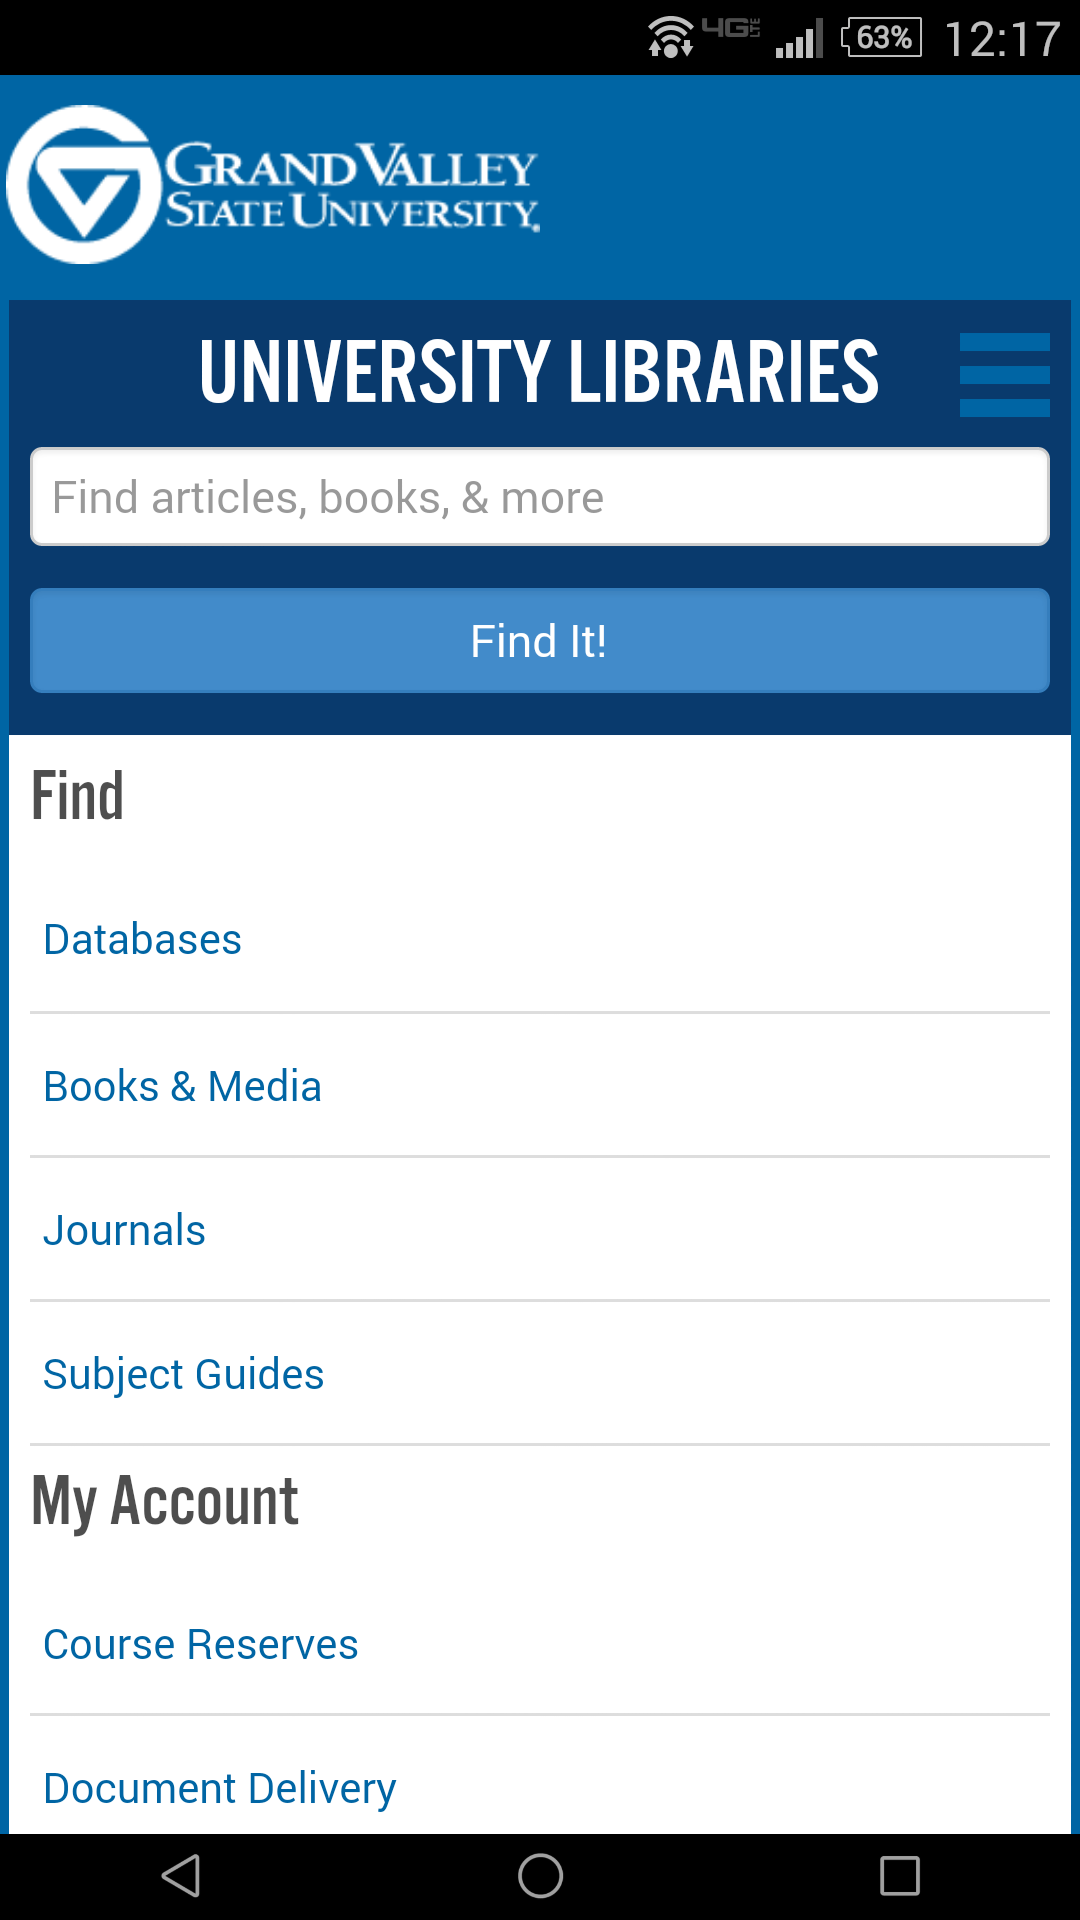 4G LTE 63% 12:17
GRAND VALLEY
STATE UNIVERSITY.
UNIVERSITY LIBRARIES
Find articles, books, & more
Find It!
Find
Databases
Books & Media
Journals
Subject Guides
My Account
Course Reserves
Document Delivery